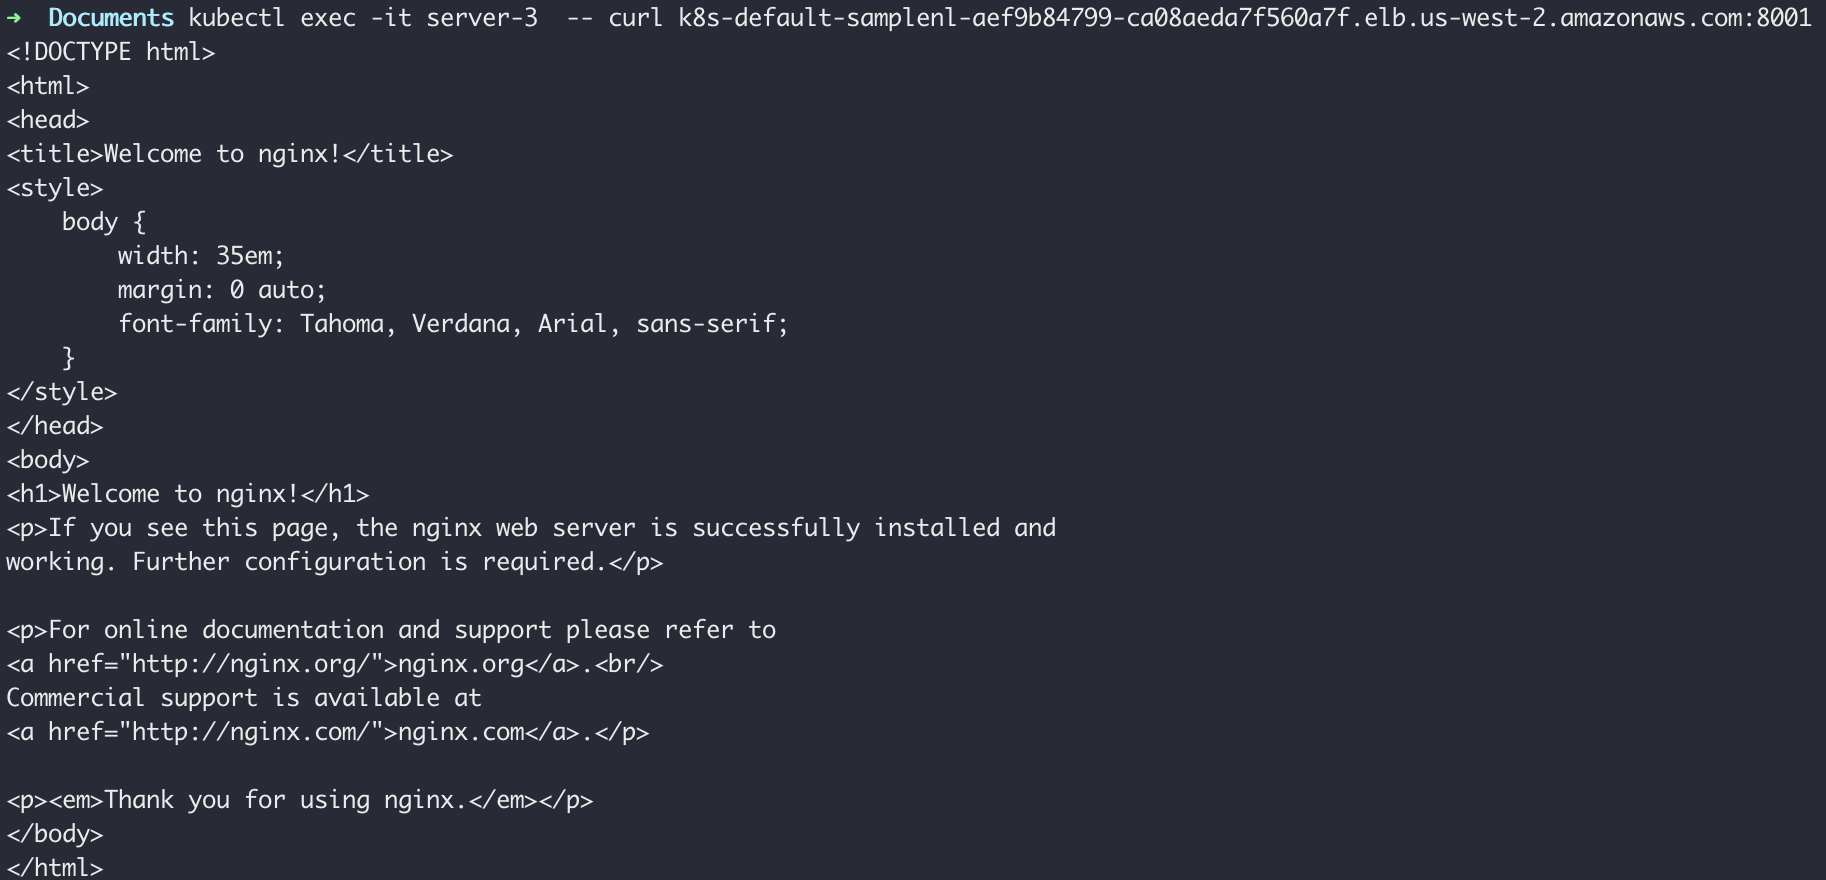 ➜  Documents kubectl exec -it server-3  -- curl k8s-default-samplenl-aef9b84799-ca08aeda7f560a7f.elb.us-west-2.amazonaws.com:8001
<!DOCTYPE html>
<html>
<head>
<title>Welcome to nginx!</title>
<style>
    body {
        width: 35em;
        margin: 0 auto;
        font-family: Tahoma, Verdana, Arial, sans-serif;
    }
</style>
</head>
<body>
<h1>Welcome to nginx!</h1>
<p>If you see this page, the nginx web server is successfully installed and
working. Further configuration is required.</p>

<p>For online documentation and support please refer to
<a href="http://nginx.org/">nginx.org</a>.<br/>
Commercial support is available at
<a href="http://nginx.com/">nginx.com</a>.</p>

<p><em>Thank you for using nginx.</em></p>
</body>
</html>